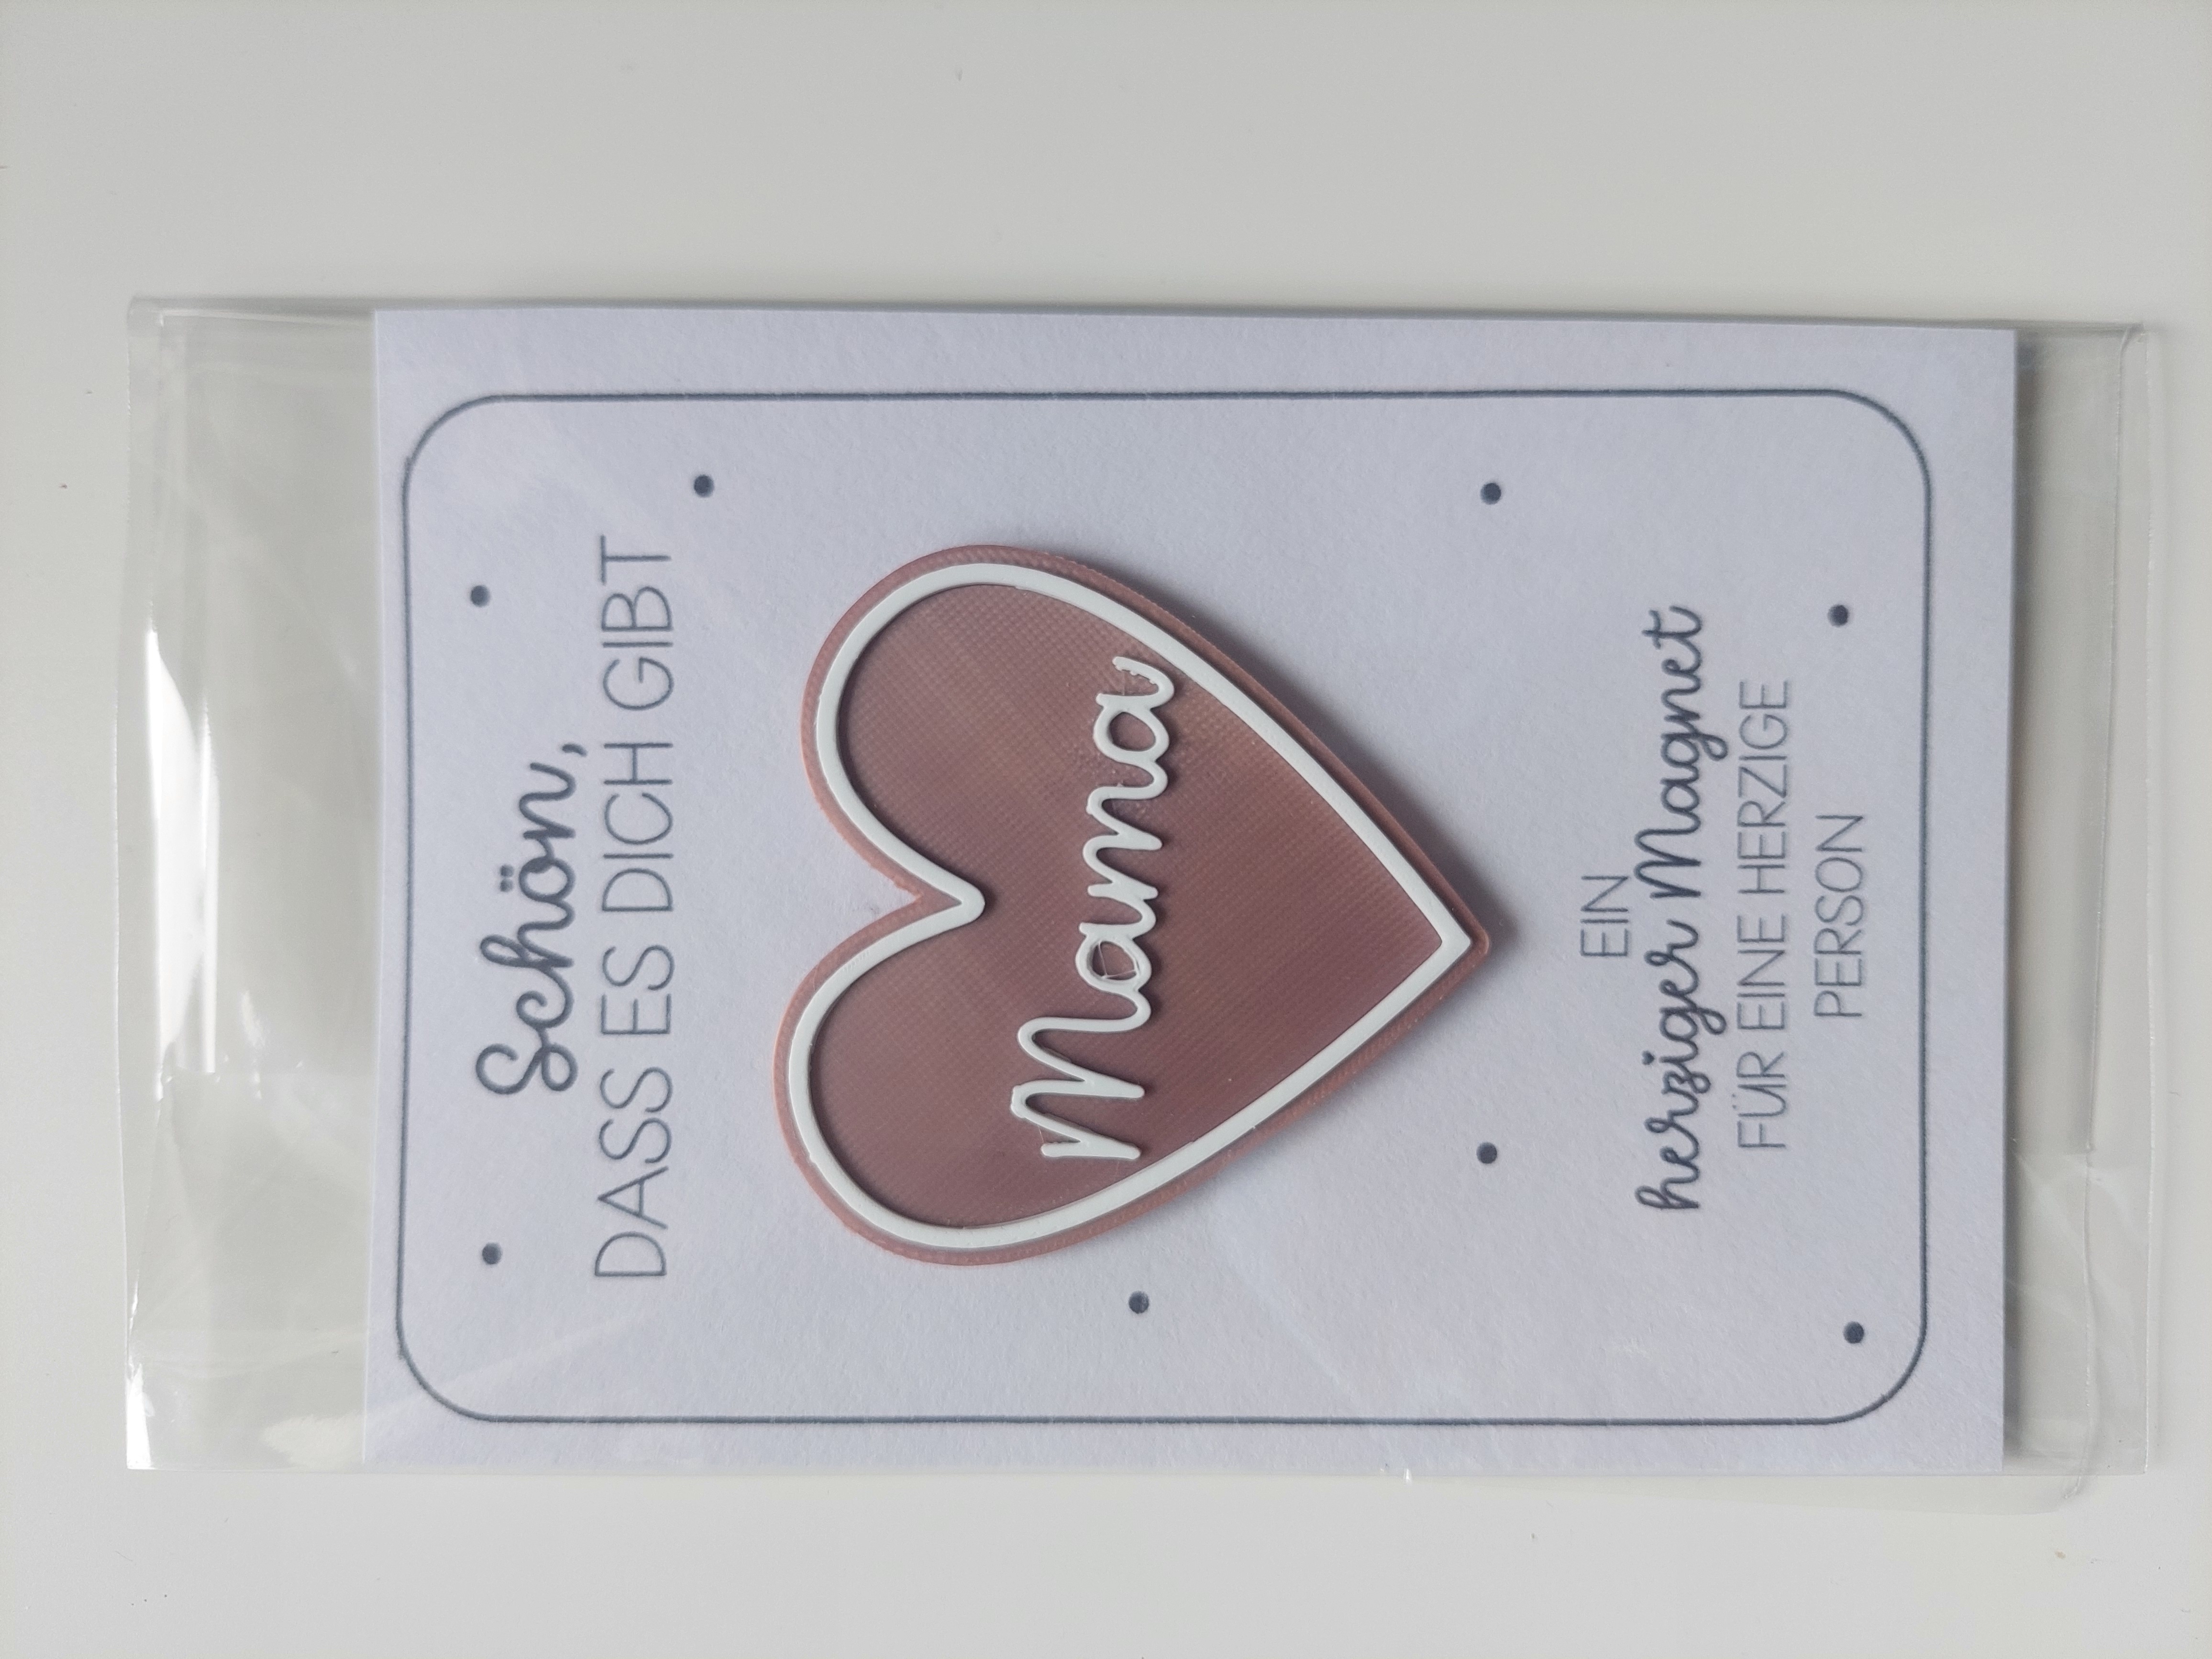 Schön,
DASS ES DICH GIBT
Mama
EIN
herziger Magnet
FÜR EINE HERZIGE
PERSON